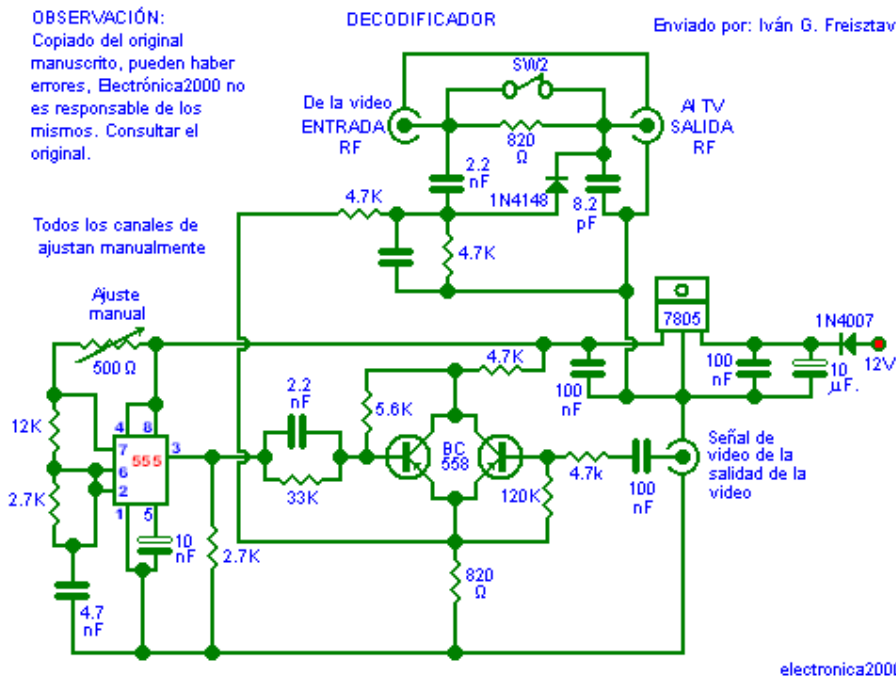 OBSERVACIÓN:
Copiado del original
manuscrito, pueden haber
errores, Electrónica2000 no
es responsable de los
mismos. Consultar el
original.
DECODIFICADOR
Enviado por: Iván G. Freisztav
SW2
De la video
ENTRADA
RF
820
Ω
Al TV
SALIDA
RF
2.2
nF
1N4148
8.2
pF
4.7K
4.7K
Todos los canales de
ajustan manualmente
Ajuste
manual
500 Ω
7805
1N4007
12V
4.7K
100
nF
100
nF
10
µF.
2.2
nF
5.6K
12K
4
8
7
555
3
6
2
1
5
33K
BC
558
4.7k
100
nF
Señal de
video de la
salidad de la
video
2.7K
10
nF
2.7K
120K
820
Ω
4.7
nF
electronica2000